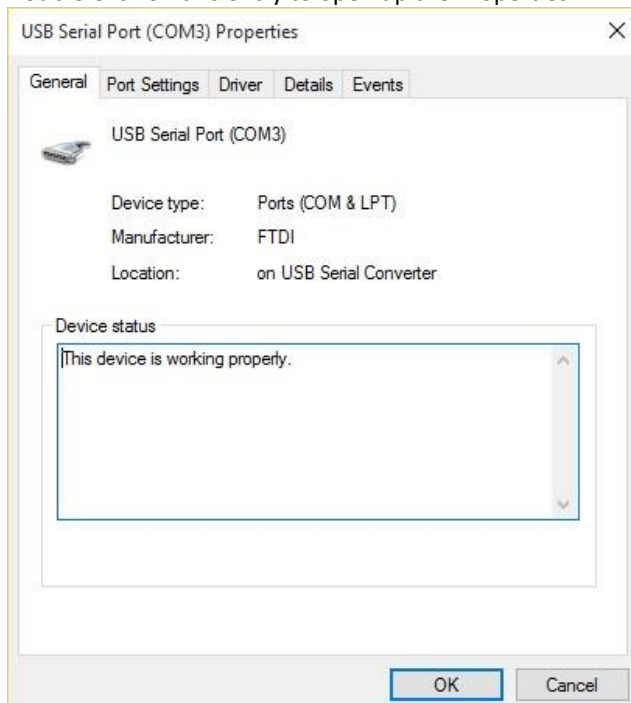 USB Serial Port (COM3) Properties
General Port Settings Driver Details Events
USB Serial Port (COM3)
Device type: Ports (COM & LPT)
Manufacturer: FTDI
Location: on USB Serial Converter
Device status
This device is working properly.
OK Cancel